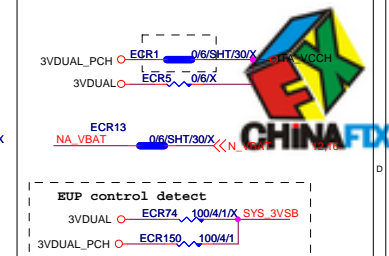 3VDUAL_PCH ECR1 0/6/SHT/30/X ITA_VCCH
3VDUAL ECR5 0/6/X
ECR13
NA_VBAT 0/6/SHT/30/X
CHINAFIX
D
EUP control detect
3VDUAL ECR74 100/4/1/X SYS_3VSB
3VDUAL_PCH ECR150 100/4/1